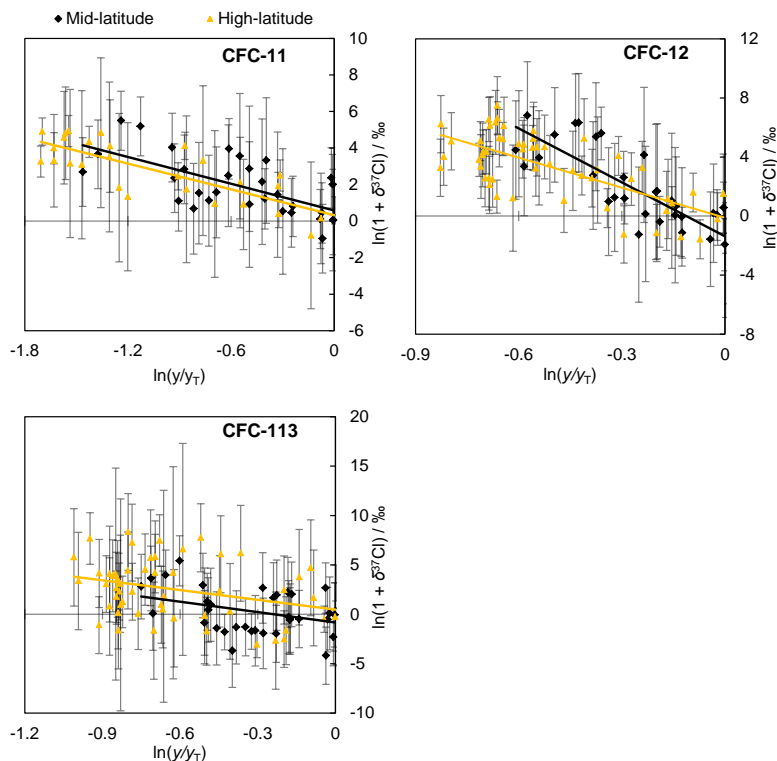 Mid-latitude High-latitude
CFC-11
10
8
6
4
2
0
-2
-4
-6
ln(1 + δ³⁷Cl) / ‰
-1.8 -1.2 -0.6 0
ln(y/yT)
CFC-12
12
8
4
0
-4
-8
ln(1 + δ³⁷Cl) / ‰
-0.9 -0.6 -0.3 0
ln(y/yT)
CFC-113
20
15
10
5
0
-5
-10
ln(1 + δ³⁷Cl) / ‰
-1.2 -0.9 -0.6 -0.3 0
ln(y/yT)